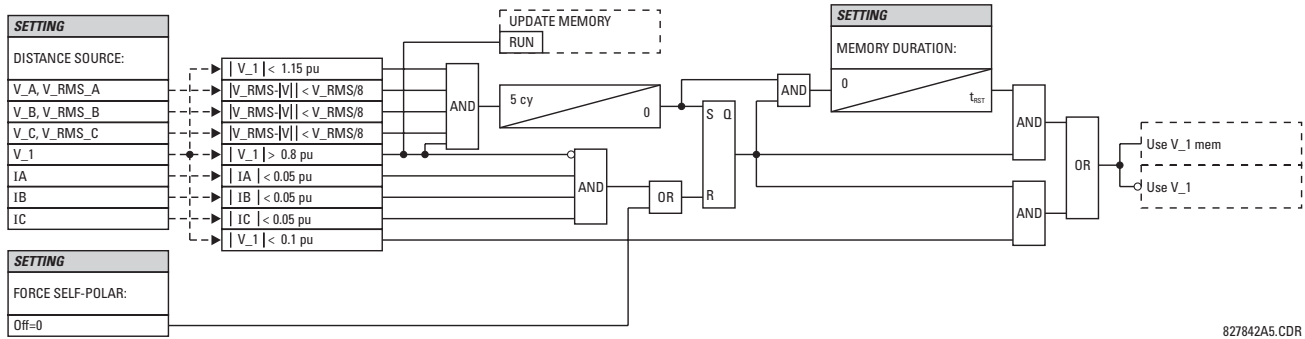 SETTING
DISTANCE SOURCE:
V_A, V_RMS_A
V_B, V_RMS_B
V_C, V_RMS_C
V_1
IA
IB
IC
SETTING
FORCE SELF-POLAR:
Off=0
| V_1 | < 1.15 pu
|V_RMS-|V|| < V_RMS/8
|V_RMS-|V|| < V_RMS/8
|V_RMS-|V|| < V_RMS/8
| V_1 | > 0.8 pu
| IA | < 0.05 pu
| IB | < 0.05 pu
| IC | < 0.05 pu
| V_1 | < 0.1 pu
UPDATE MEMORY
RUN
AND
5 cy
0
AND
OR
S Q
R
AND
SETTING
MEMORY DURATION:
0
tRST
AND
AND
OR
Use V_1 mem
Use V_1
827842A5.CDR